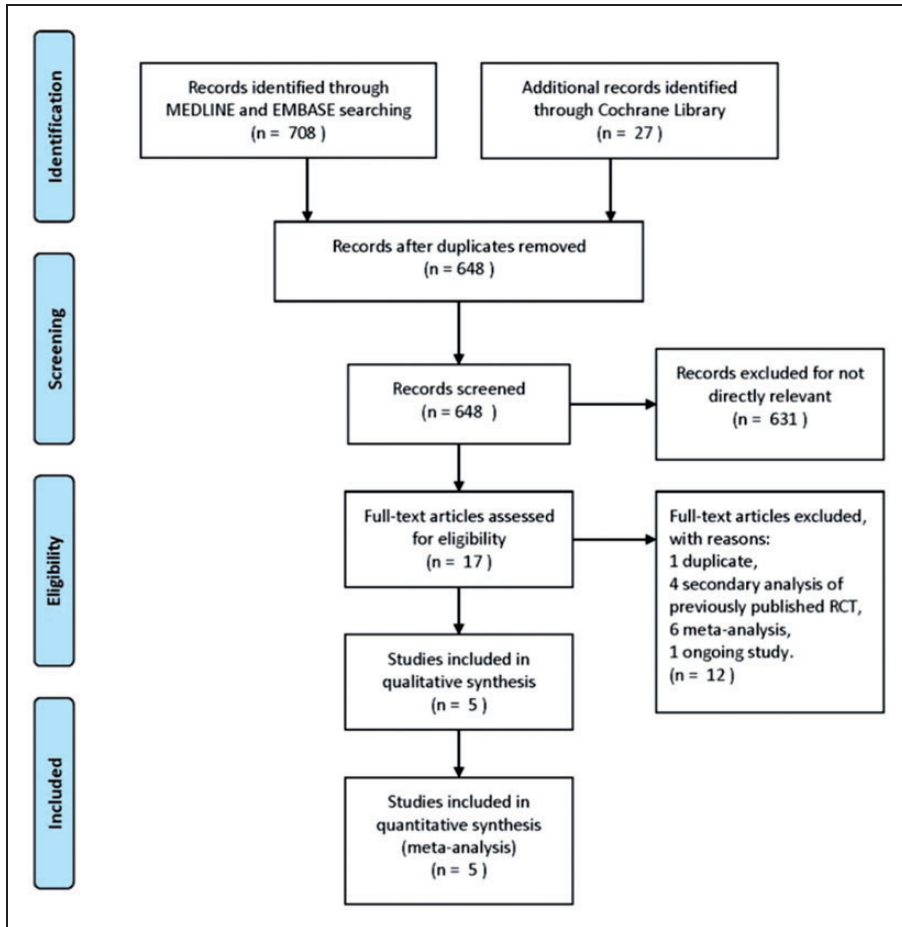 Identification
Records identified through
MEDLINE and EMBASE searching
(n = 708)
Additional records identified
through Cochrane Library
(n = 27)
Records after duplicates removed
(n = 648 )
Screening
Records screened
(n = 648 )
Records excluded for not
directly relevant
(n = 631 )
Eligibility
Full-text articles assessed
for eligibility
(n = 17 )
Full-text articles excluded,
with reasons:
1 duplicate,
4 secondary analysis of
previously published RCT,
6 meta-analysis,
1 ongoing study.
(n = 12 )
Studies included in
qualitative synthesis
(n = 5 )
Included
Studies included in
quantitative synthesis
(meta-analysis)
(n = 5 )